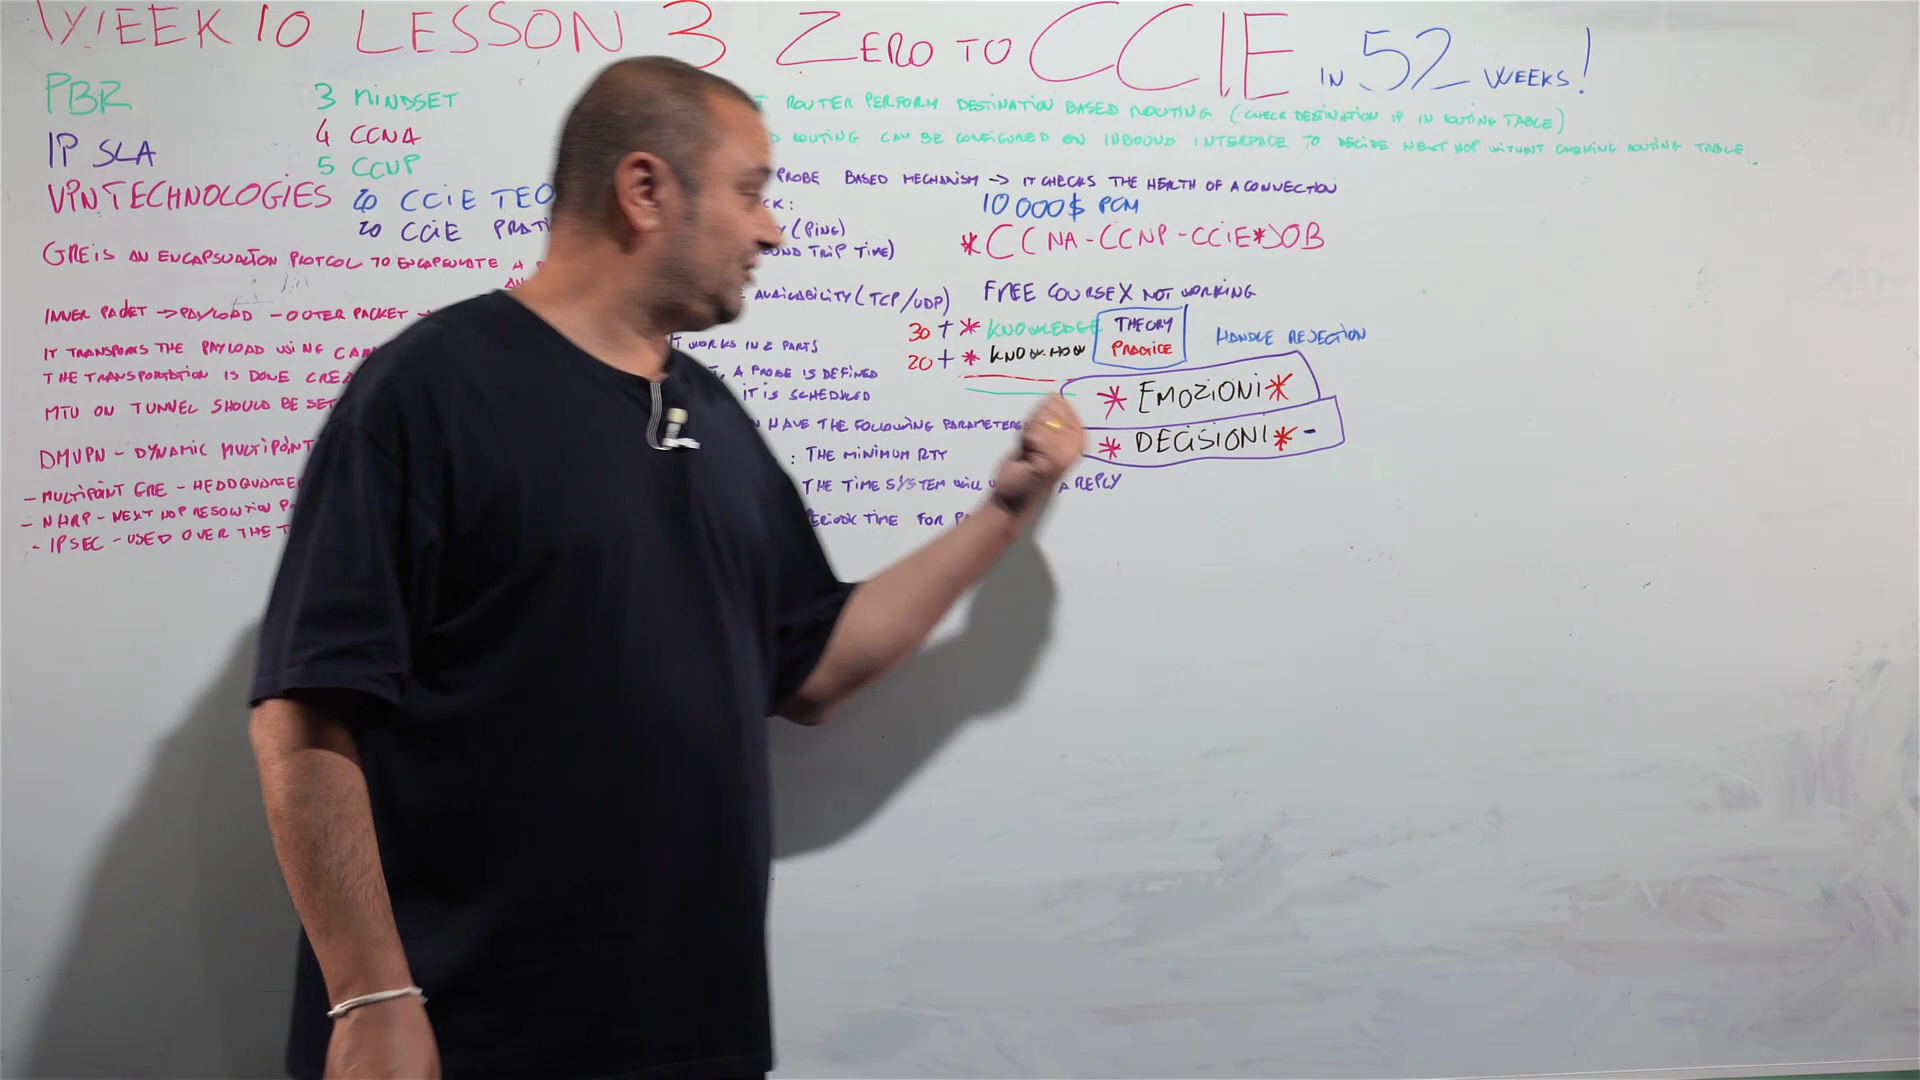 WEEK 10 LESSON 3 ZERO TO CCIE IN 52 WEEKS!
PBR
IP SLA
VPN TECHNOLOGIES
3 MINDSET
4 CCNA
5 CCNP
20 CCIE TEO
20 CCIE PRATI
GRE IS AN ENCAPSULATION PROTCOL TO ENCAPSULATE A
AN
INNER PACKET -> PAYLOAD - OUTER PACKET
IT TRANSPORTS THE PAYLOAD USING
THE TRANSPORTATION IS DONE CREA
MTU ON TUNNEL SHOULD BE SET
DMVPN - DYNAMIC MULTIPOINT
- MULTIPOINT GRE - HEDDQUARTE
- NHRP - NEXT HOP RESOLUTION P
- IPSEC - USED OVER THE T
T ROUTER PERFORM DESTINATION BASED ROUTING (CHECK DESTINATION IP IN ROUTING TABLE)
D ROUTING CAN BE CONFIGURED ON INBOUND INTERFACE TO DECIDE NEXT HOP WITHOUT CHECKING ROUTING TABLE
PROBE BASED MECHANISM -> IT CHECKS THE HEALTH OF A CONNECTION
CK:
Y (PING)
OUND TRIP TIME)
E AVAILABILITY (TCP/UDP)
T WORKS IN 2 PARTS
, A PROBE IS DEFINED
IT IS SCHEDULED
N HAVE THE FOLLOWING PARAMETERS
: THE MINIMUM RTT
THE TIME SYSTEM WILL A REPLY
ERIODIC TIME FOR P
10 000$ PCM
*CCNA-CCNP-CCIE*JOB
FREE COURSE X NOT WORKING
30 + * KNOWLEDGE THEORY
20 + * KNOW-HOW PRACTICE
HANDLE REJECTION
* EMOZIONI *
* DECISIONI * -